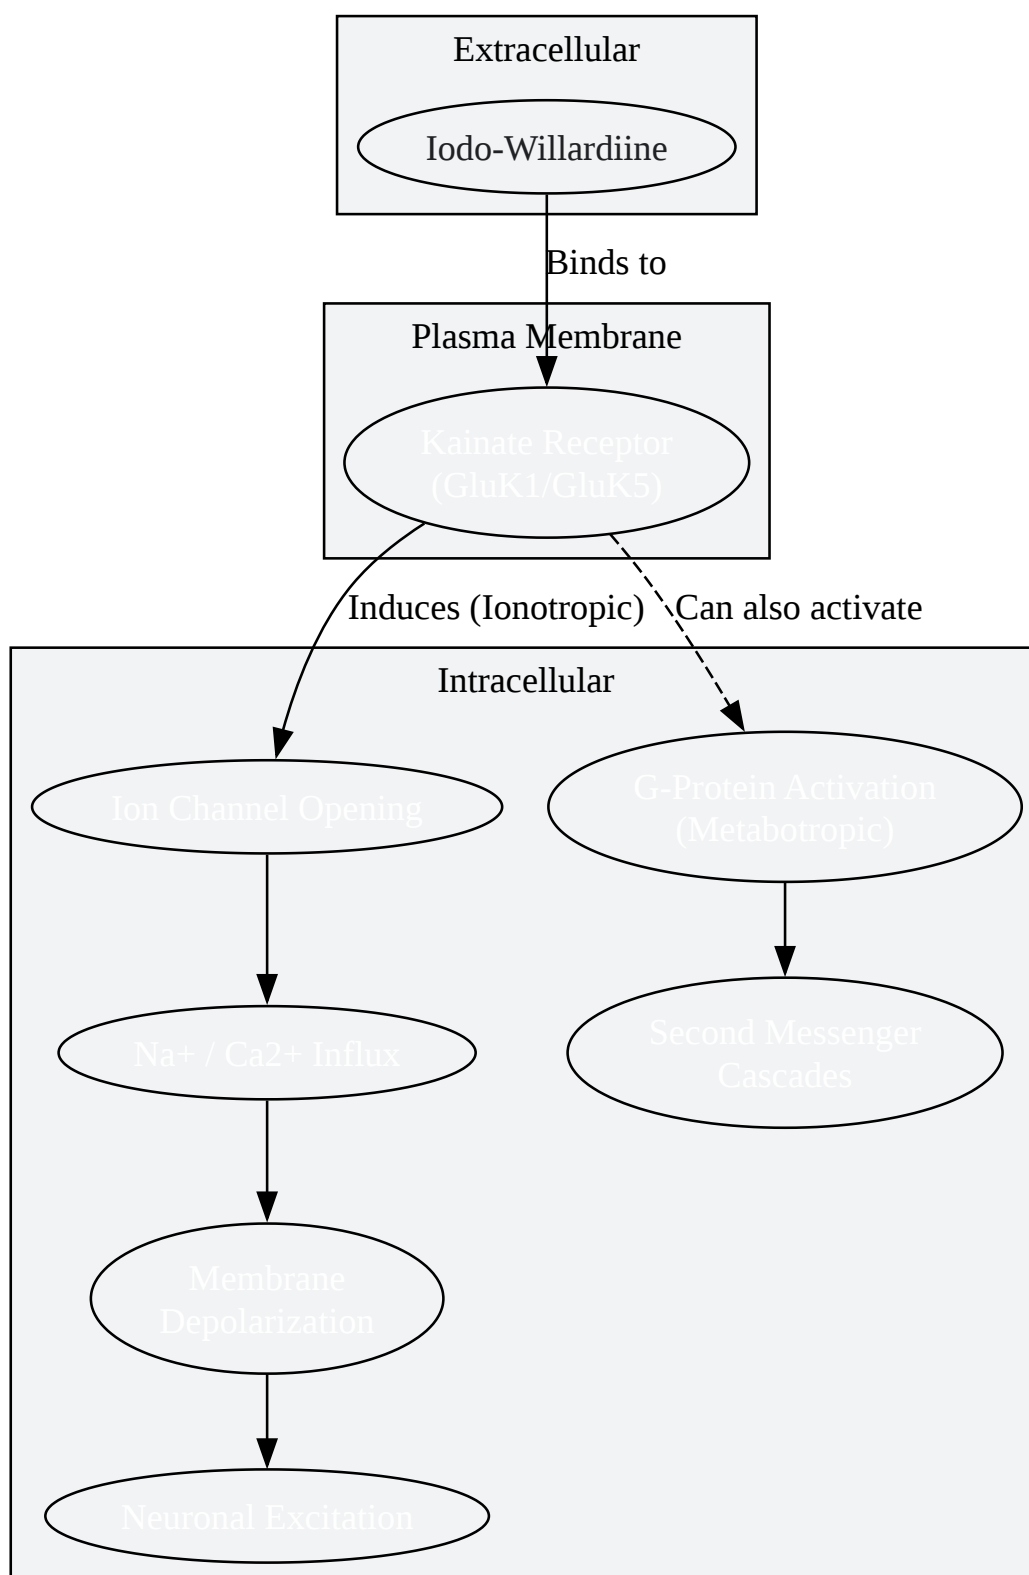 Extracellular
Iodo-Willardiine
Binds to
Plasma Membrane
Kainate Receptor
(GluK1/GluK5)
Induces (Ionotropic)
Can also activate
Intracellular
Ion Channel Opening
G-Protein Activation
(Metabotropic)
Na+ / Ca2+ Influx
Second Messenger
Cascades
Membrane
Depolarization
Neuronal Excitation